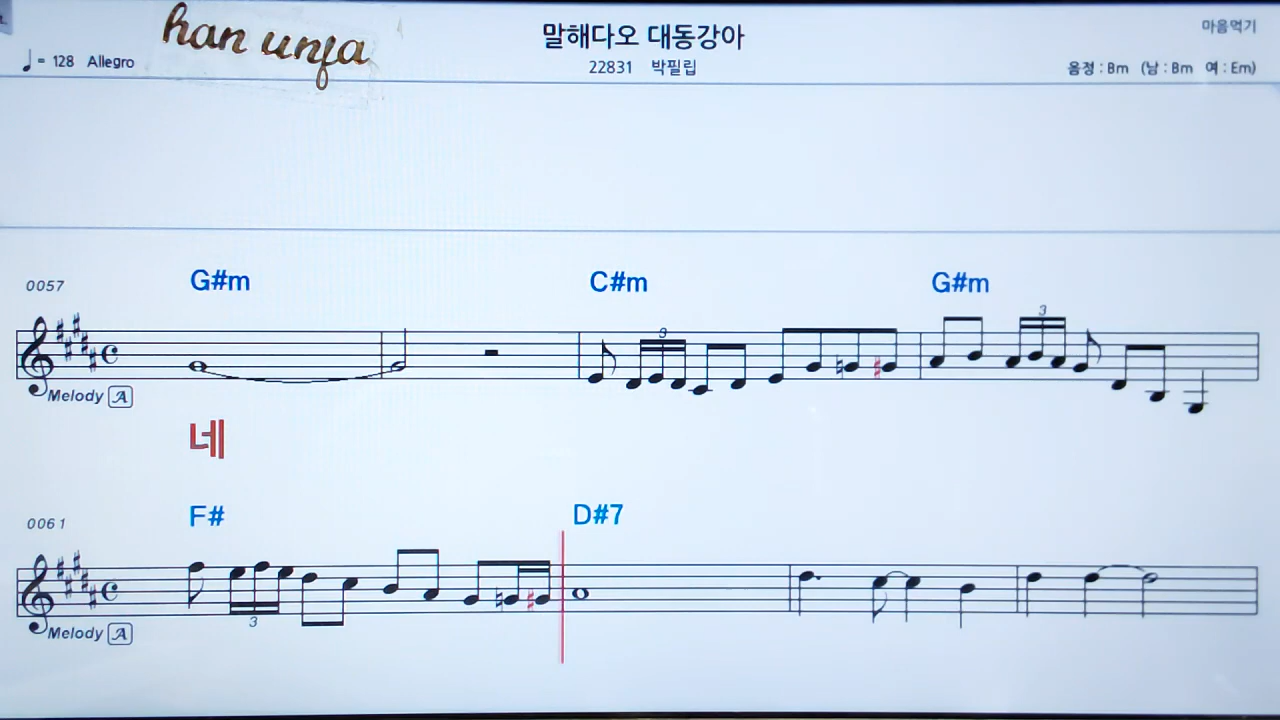 han unja
말해다오 대동강아
마음먹기
♩= 128 Allegro
22831 박필립
음정 : Bm (남 : Bm 여 : Em)
0057
G#m C#m G#m
3 3
Melody A
네
0061
F# D#7
3
Melody A